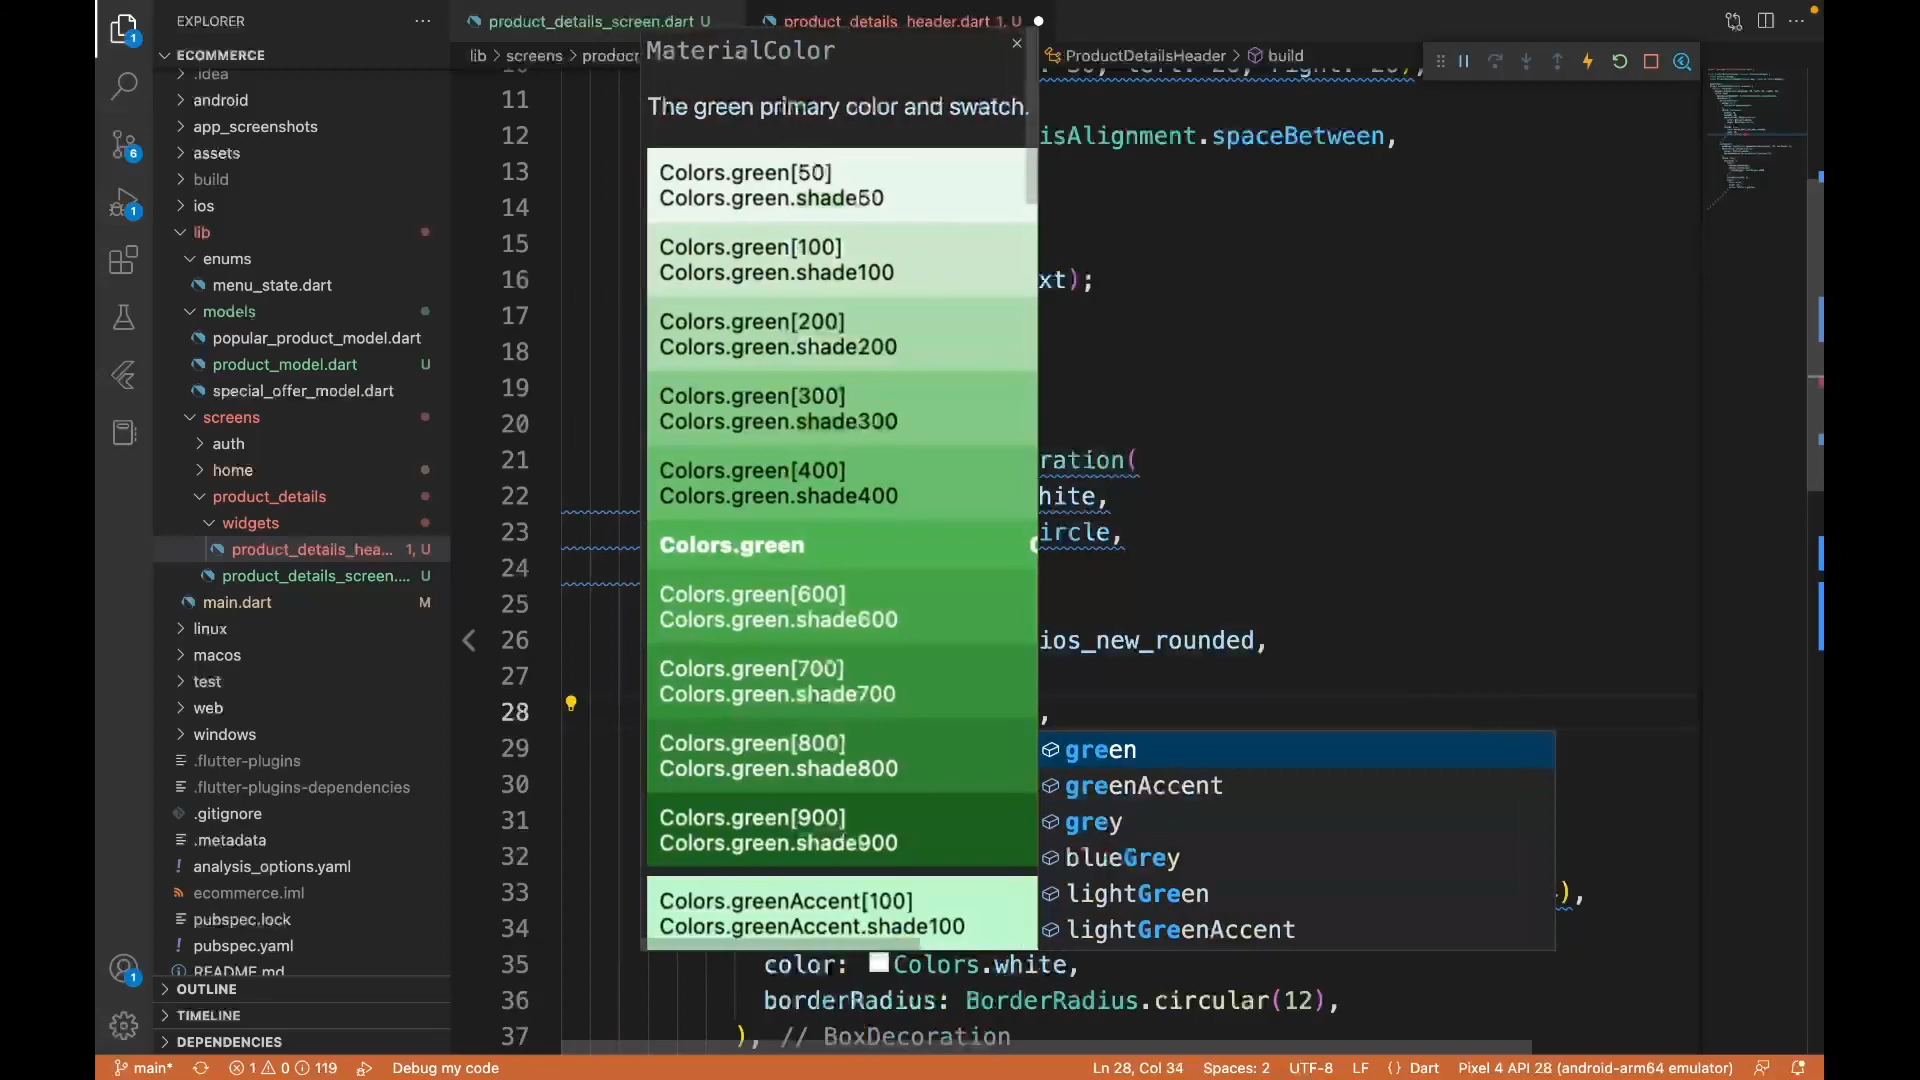 EXPLORER
ECOMMERCE
.idea
android
app_screenshots
assets
build
ios
lib
enums
menu_state.dart
models
popular_product_model.dart
product_model.dart U
special_offer_model.dart
screens
auth
home
product_details
widgets
product_details_hea... 1, U
product_details_screen.... U
main.dart M
linux
macos
test
web
windows
.flutter-plugins
.flutter-plugins-dependencies
.gitignore
.metadata
analysis_options.yaml
ecommerce.iml
pubspec.lock
pubspec.yaml
README.md
OUTLINE
TIMELINE
DEPENDENCIES
1
6
1
1
product_details_screen.dart U
product_details_header.dart 1, U
lib > screens > product
ProductDetailsHeader > build
MaterialColor
The green primary color and swatch.
Colors.green[50]
Colors.green.shade50
Colors.green[100]
Colors.green.shade100
Colors.green[200]
Colors.green.shade200
Colors.green[300]
Colors.green.shade300
Colors.green[400]
Colors.green.shade400
Colors.green
Colors.green[600]
Colors.green.shade600
Colors.green[700]
Colors.green.shade700
Colors.green[800]
Colors.green.shade800
Colors.green[900]
Colors.green.shade900
Colors.greenAccent[100]
Colors.greenAccent.shade100
11
12 isAlignment.spaceBetween,
13
14
15
16 xt);
17
18
19
20
21 ration(
22 hite,
23 ircle,
24
25
26 ios_new_rounded,
27
28 ,
29
30
31
32
33 ),
34
35 color: Colors.white,
36 borderRadius: BorderRadius.circular(12),
37 ), // BoxDecoration
green
greenAccent
grey
blueGrey
lightGreen
lightGreenAccent
main* 1 0 119 Debug my code Ln 28, Col 34 Spaces: 2 UTF-8 LF {} Dart Pixel 4 API 28 (android-arm64 emulator)